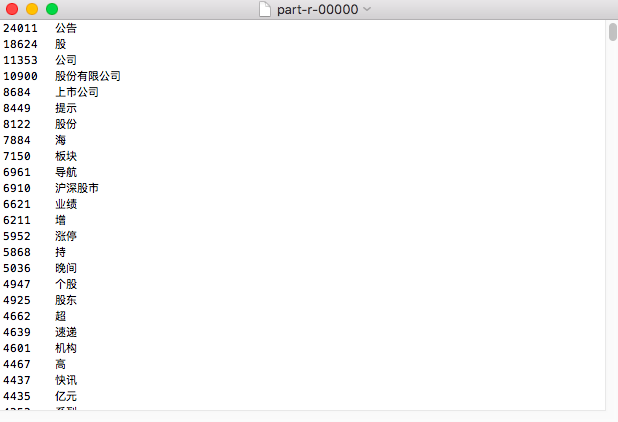 part-r-00000
24011 公告
18624 股
11353 公司
10900 股份有限公司
8684 上市公司
8449 提示
8122 股份
7884 海
7150 板块
6961 导航
6910 沪深股市
6621 业绩
6211 增
5952 涨停
5868 持
5036 晚间
4947 个股
4925 股东
4662 超
4639 速递
4601 机构
4467 高
4437 快讯
4435 亿元